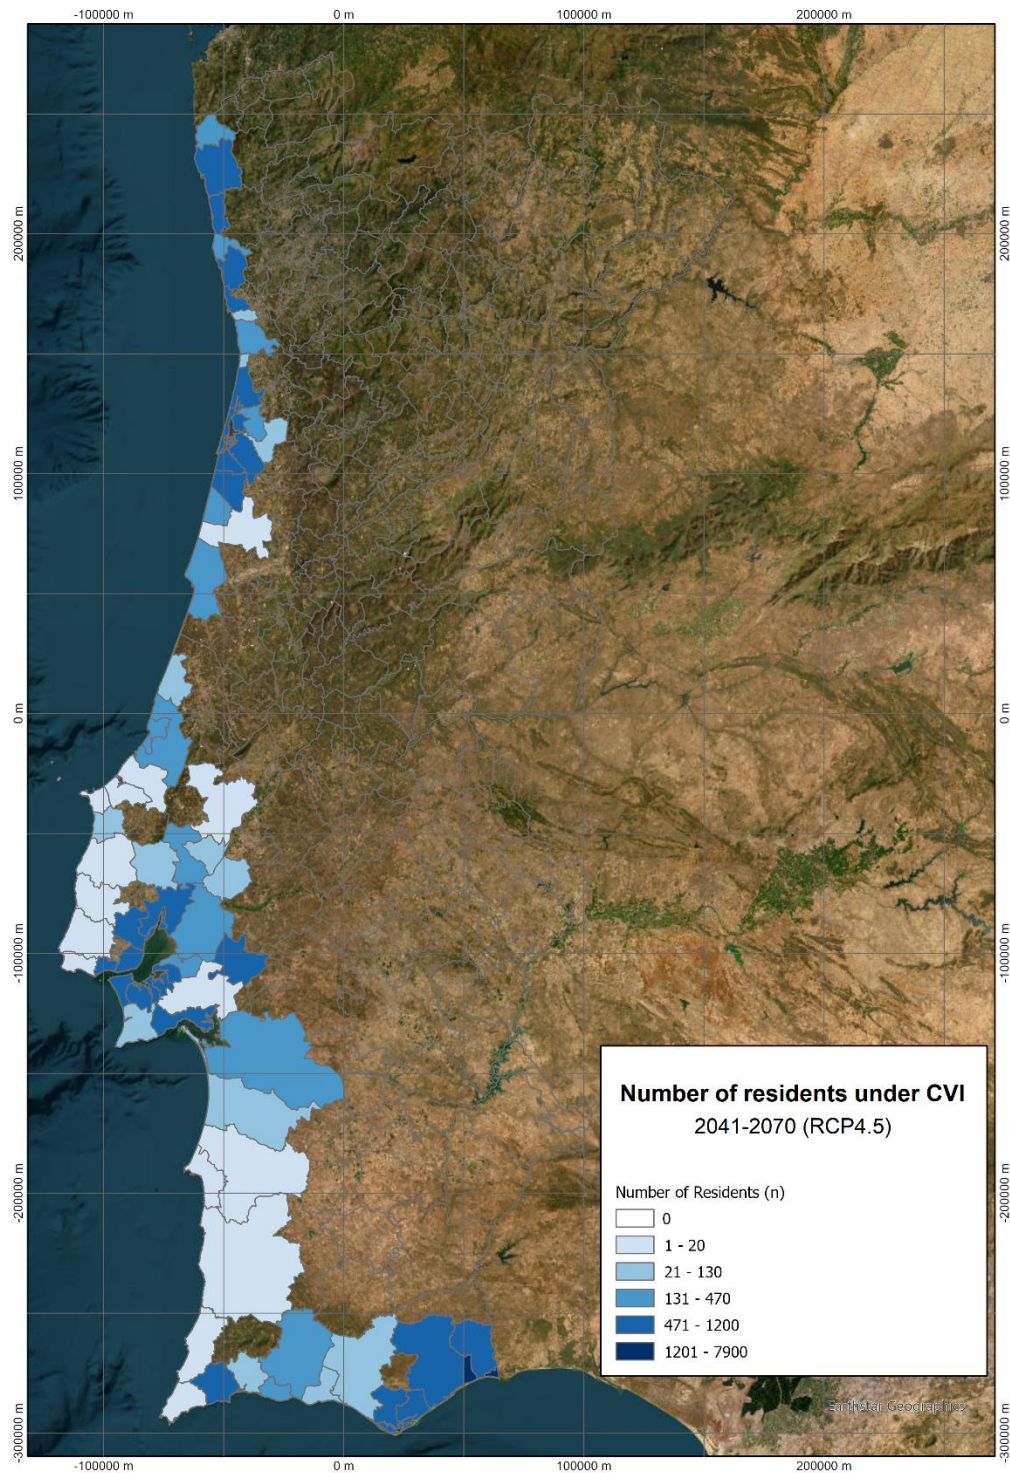 -100000 m
0 m
100000 m
200000 m
200000 m
200000 m
100000 m
100000 m
0 m
0 m
-100000 m
-100000 m
-200000 m
-200000 m
-300000 m
-300000 m
Number of residents under CVI
2041-2070 (RCP4.5)
Number of Residents (n)
0
1 - 20
21 - 130
131 - 470
471 - 1200
1201 - 7900
Earthstar Geographics
-100000 m
0 m
100000 m
200000 m